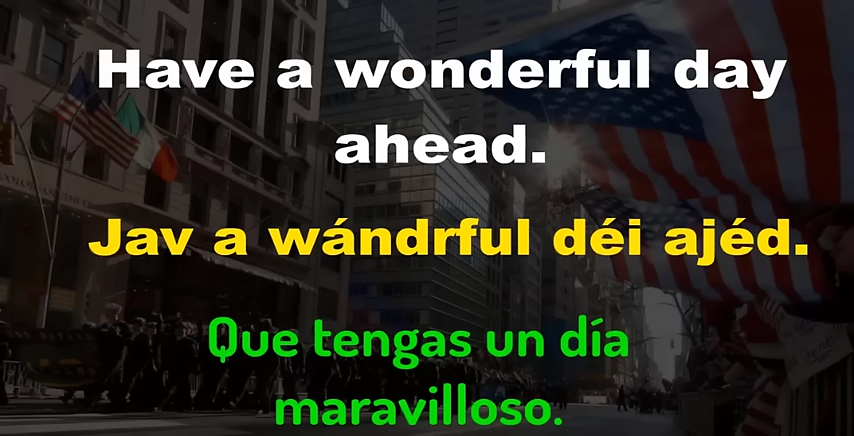 Have a wonderful day
ahead.
Jav a wándrful déi ajéd.
Que tengas un día
maravilloso.